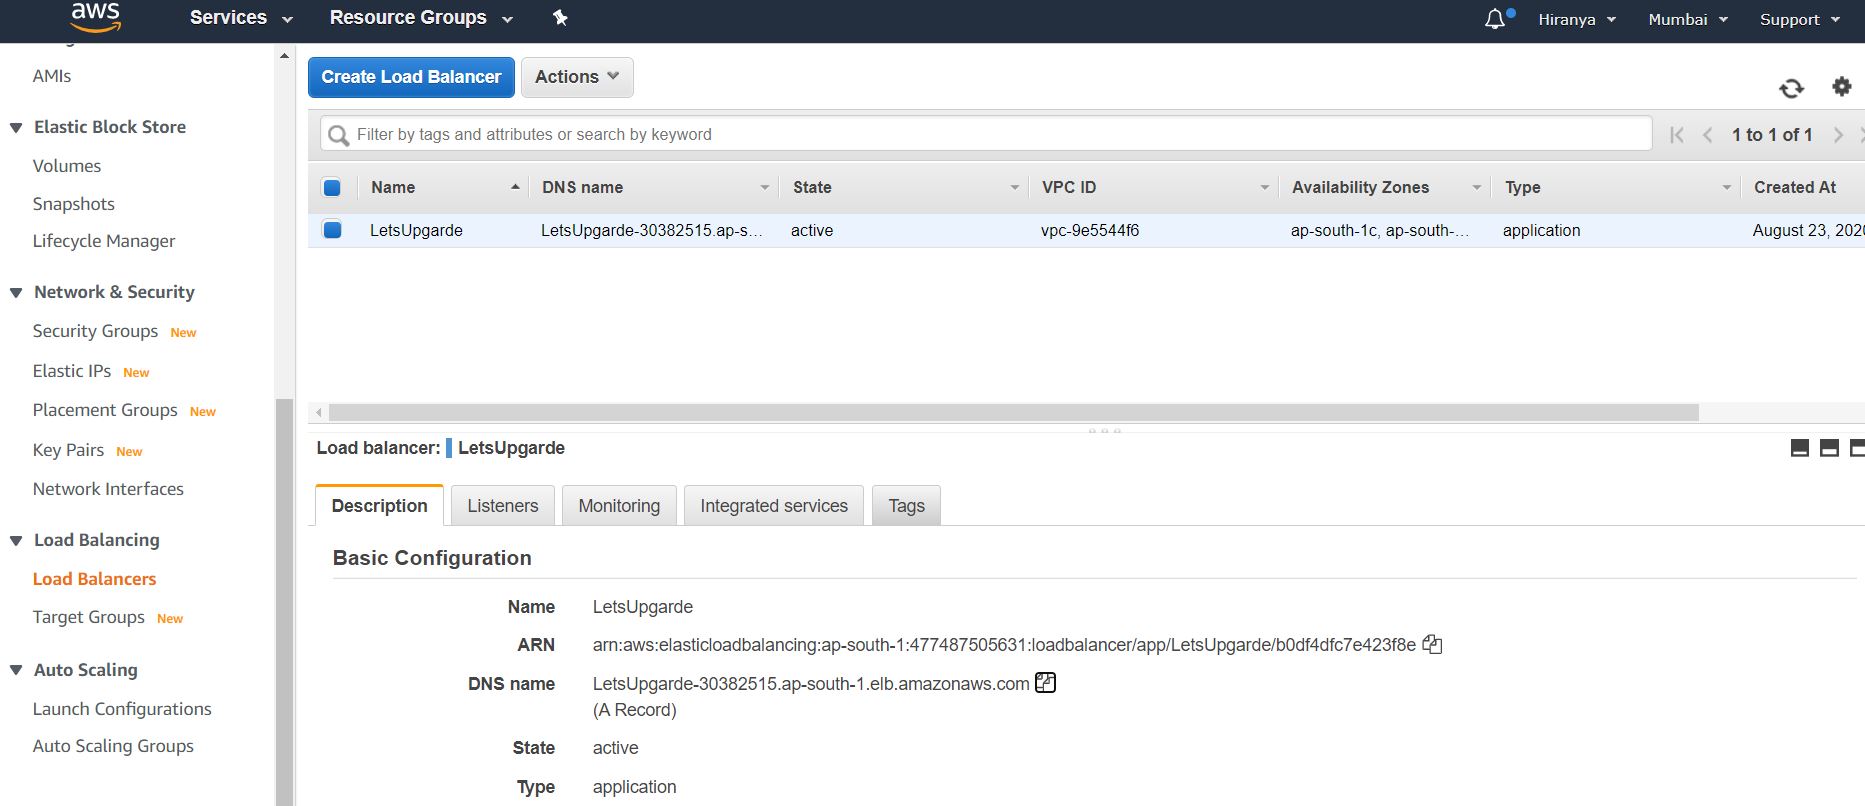 aws Services Resource Groups Hiranya Mumbai Support
AMIs
Elastic Block Store
Volumes
Snapshots
Lifecycle Manager
Network & Security
Security Groups New
Elastic IPs New
Placement Groups New
Key Pairs New
Network Interfaces
Load Balancing
Load Balancers
Target Groups New
Auto Scaling
Launch Configurations
Auto Scaling Groups
Create Load Balancer Actions
Filter by tags and attributes or search by keyword 1 to 1 of 1
Name DNS name State VPC ID Availability Zones Type Created At
LetsUpgarde LetsUpgarde-30382515.ap-s... active vpc-9e5544f6 ap-south-1c, ap-south-... application August 23, 2020
Load balancer: LetsUpgarde
Description Listeners Monitoring Integrated services Tags
Basic Configuration
Name LetsUpgarde
ARN arn:aws:elasticloadbalancing:ap-south-1:477487505631:loadbalancer/app/LetsUpgarde/b0df4dfc7e423f8e
DNS name LetsUpgarde-30382515.ap-south-1.elb.amazonaws.com
(A Record)
State active
Type application